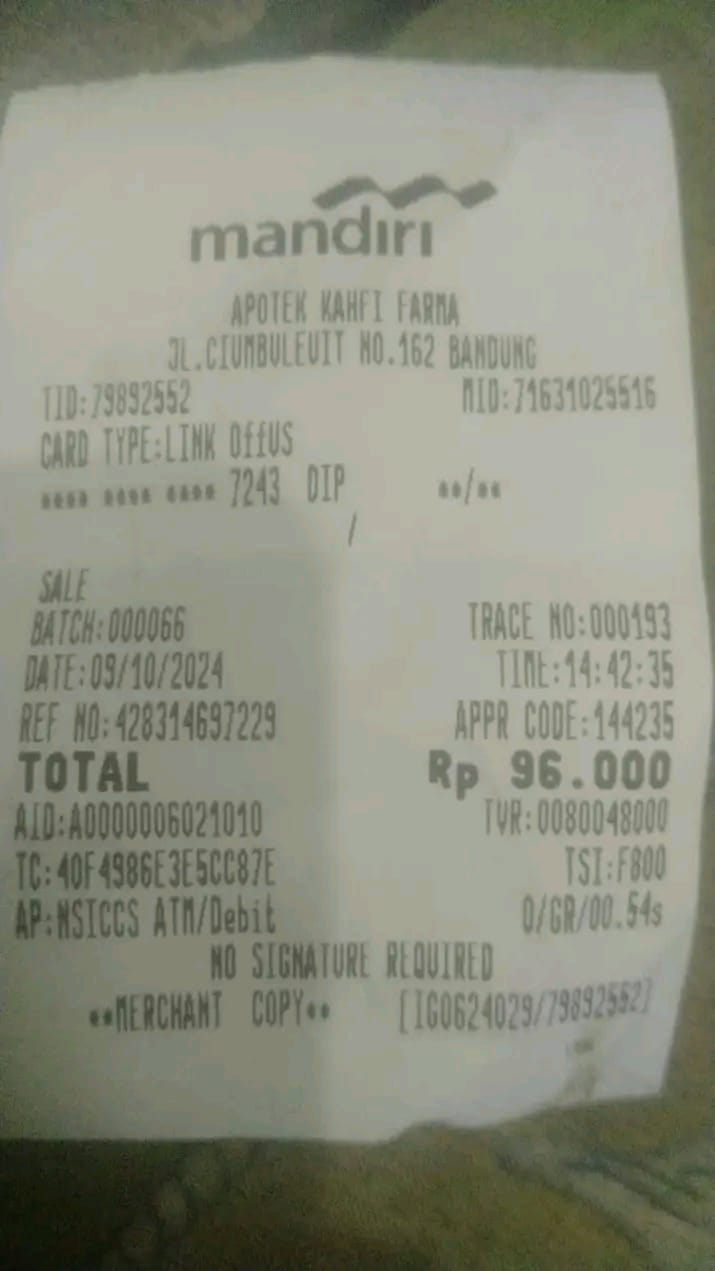 mandiri
APOTEK KAHFI FARMA
JL.CIUMBULEUIT NO.162 BANDUNG
TID:79892552 MID:71631025516
CARD TYPE:LINK OffUS
**** **** **** 7243 DIP **/**
/
SALE
BATCH:000066 TRACE NO:000193
DATE:09/10/2024 TIME:14:42:35
REF NO:428314697229 APPR CODE:144235
TOTAL Rp 96.000
AID:A0000006021010 TVR:0080048000
TC:40F4986E3E5CC87E TSI:F800
AP:NSICCS ATM/Debit O/GR/00.54s
NO SIGNATURE REQUIRED
**MERCHANT COPY** [IG0624029/79892552]